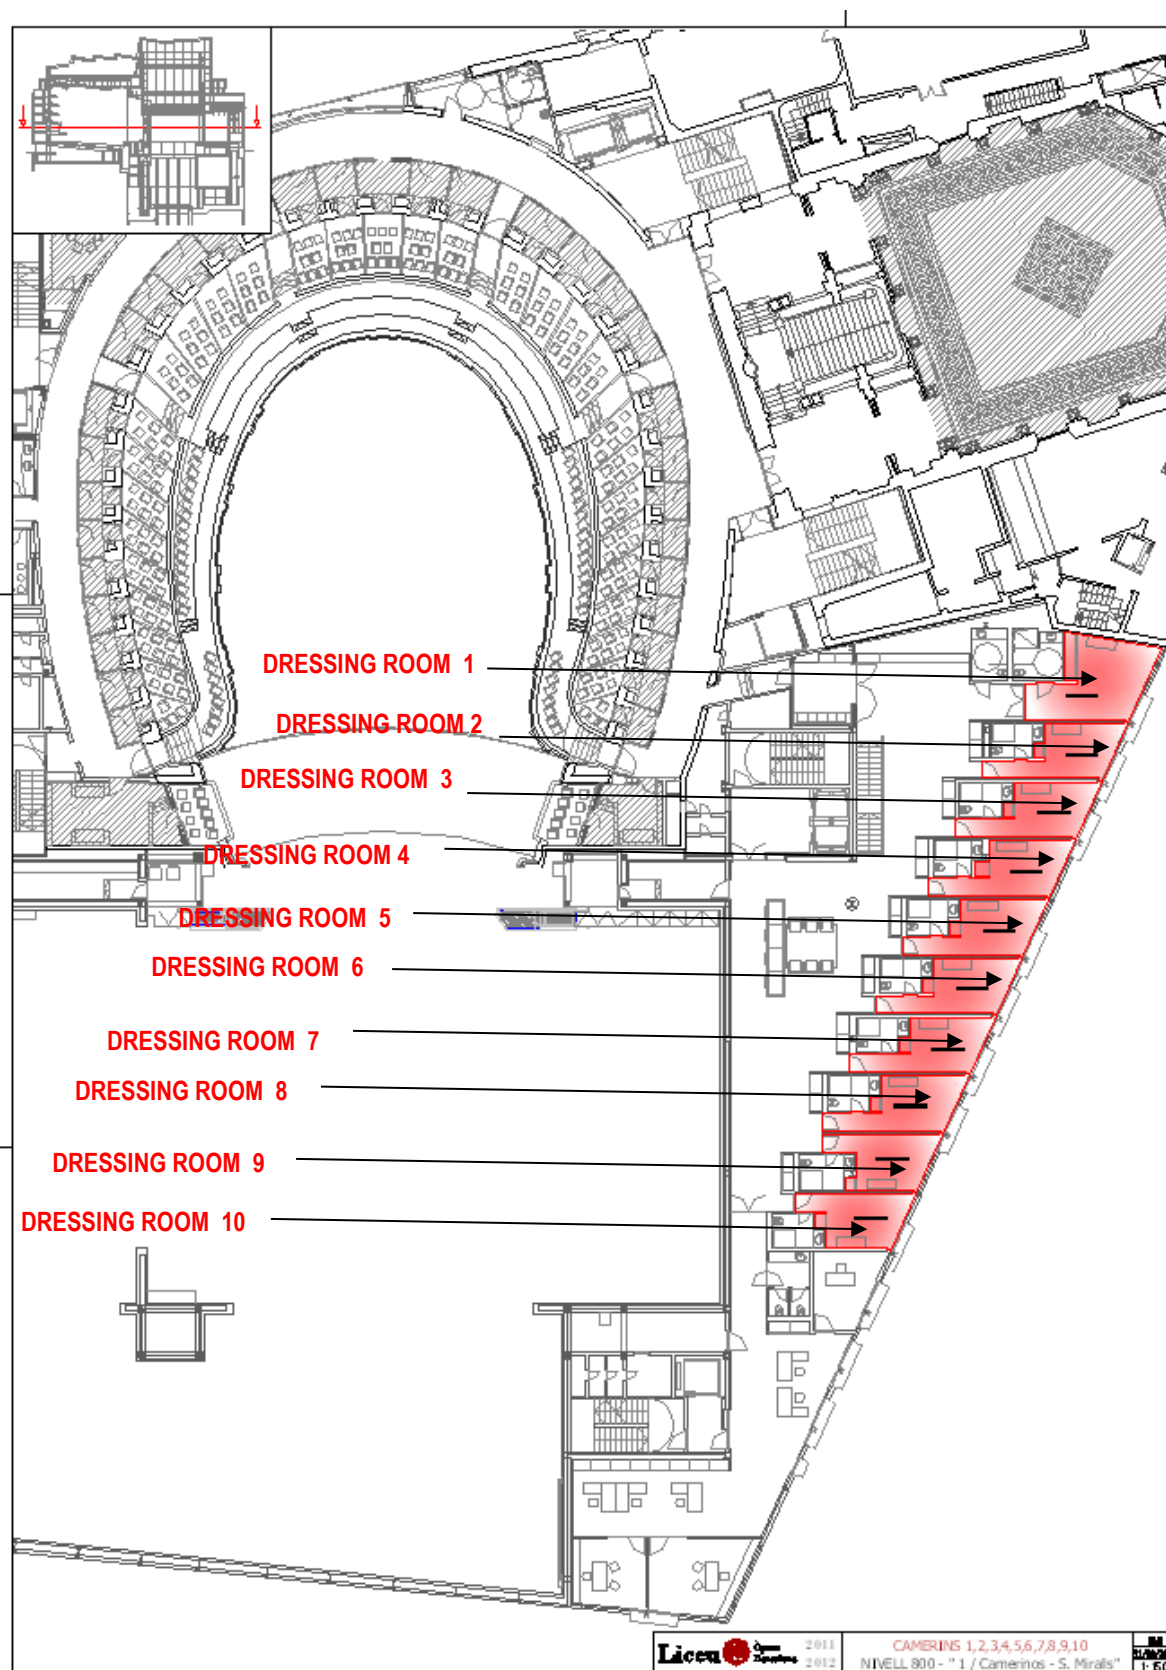 DRESSING ROOM 1
DRESSING ROOM 2
DRESSING ROOM 3
DRESSING ROOM 4
DRESSING ROOM 5
DRESSING ROOM 6
DRESSING ROOM 7
DRESSING ROOM 8
DRESSING ROOM 9
DRESSING ROOM 10
Liceu
2011
2012
CAMERINS 1,2,3,4,5,6,7,8,9,10
NIVELL 800 - "1 / Camerinos - S. Miralls"